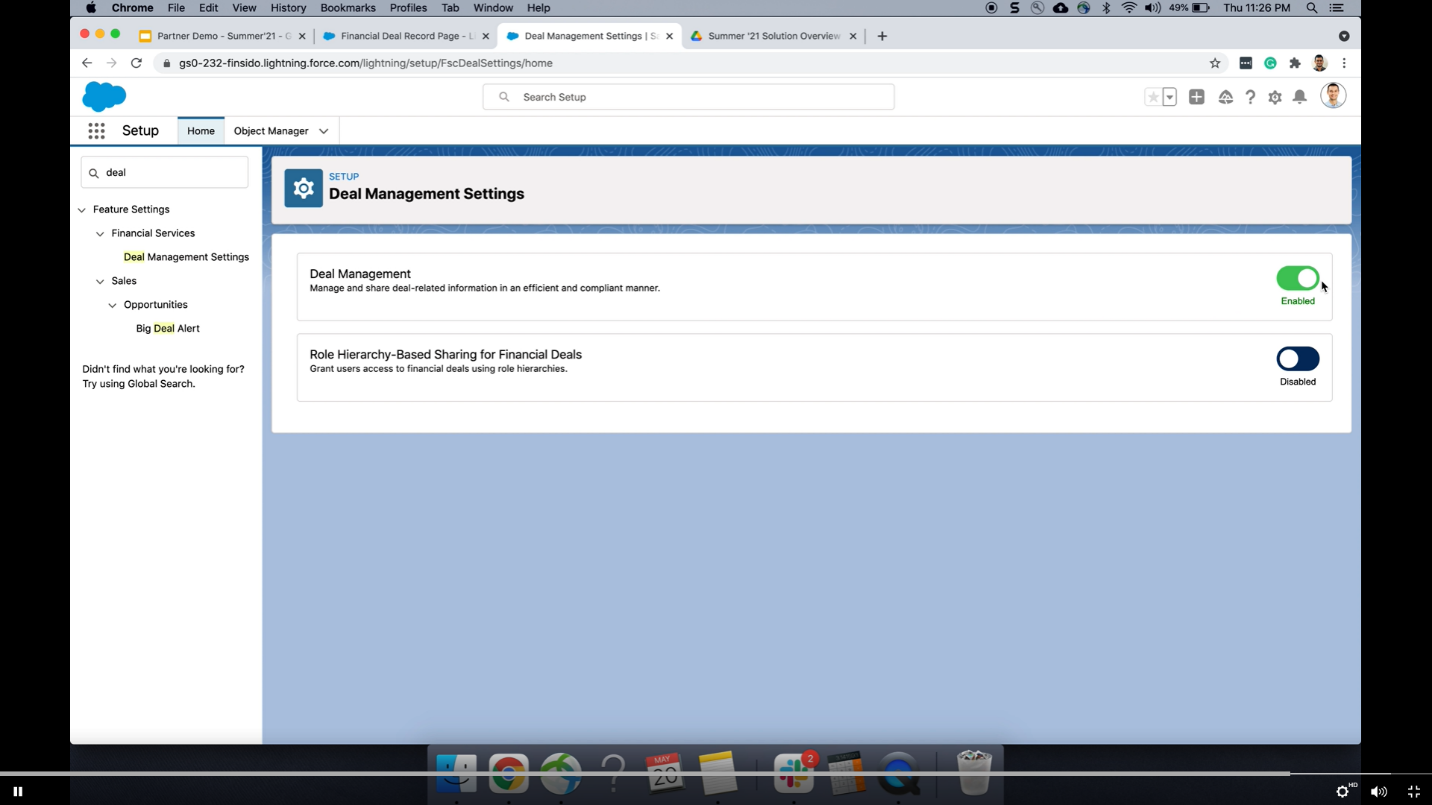 Chrome File Edit View History Bookmarks Profiles Tab Window Help 49% Thu 11:26 PM
Partner Demo - Summer'21 - G Financial Deal Record Page - L Deal Management Settings | S Summer '21 Solution Overview
gs0-232-finsido.lightning.force.com/lightning/setup/FscDealSettings/home
Search Setup
Setup Home Object Manager
deal
Feature Settings
Financial Services
Deal Management Settings
Sales
Opportunities
Big Deal Alert
Didn't find what you're looking for?
Try using Global Search.
SETUP
Deal Management Settings
Deal Management
Manage and share deal-related information in an efficient and compliant manner.
Enabled
Role Hierarchy-Based Sharing for Financial Deals
Grant users access to financial deals using role hierarchies.
Disabled
MAY
20
2
HD